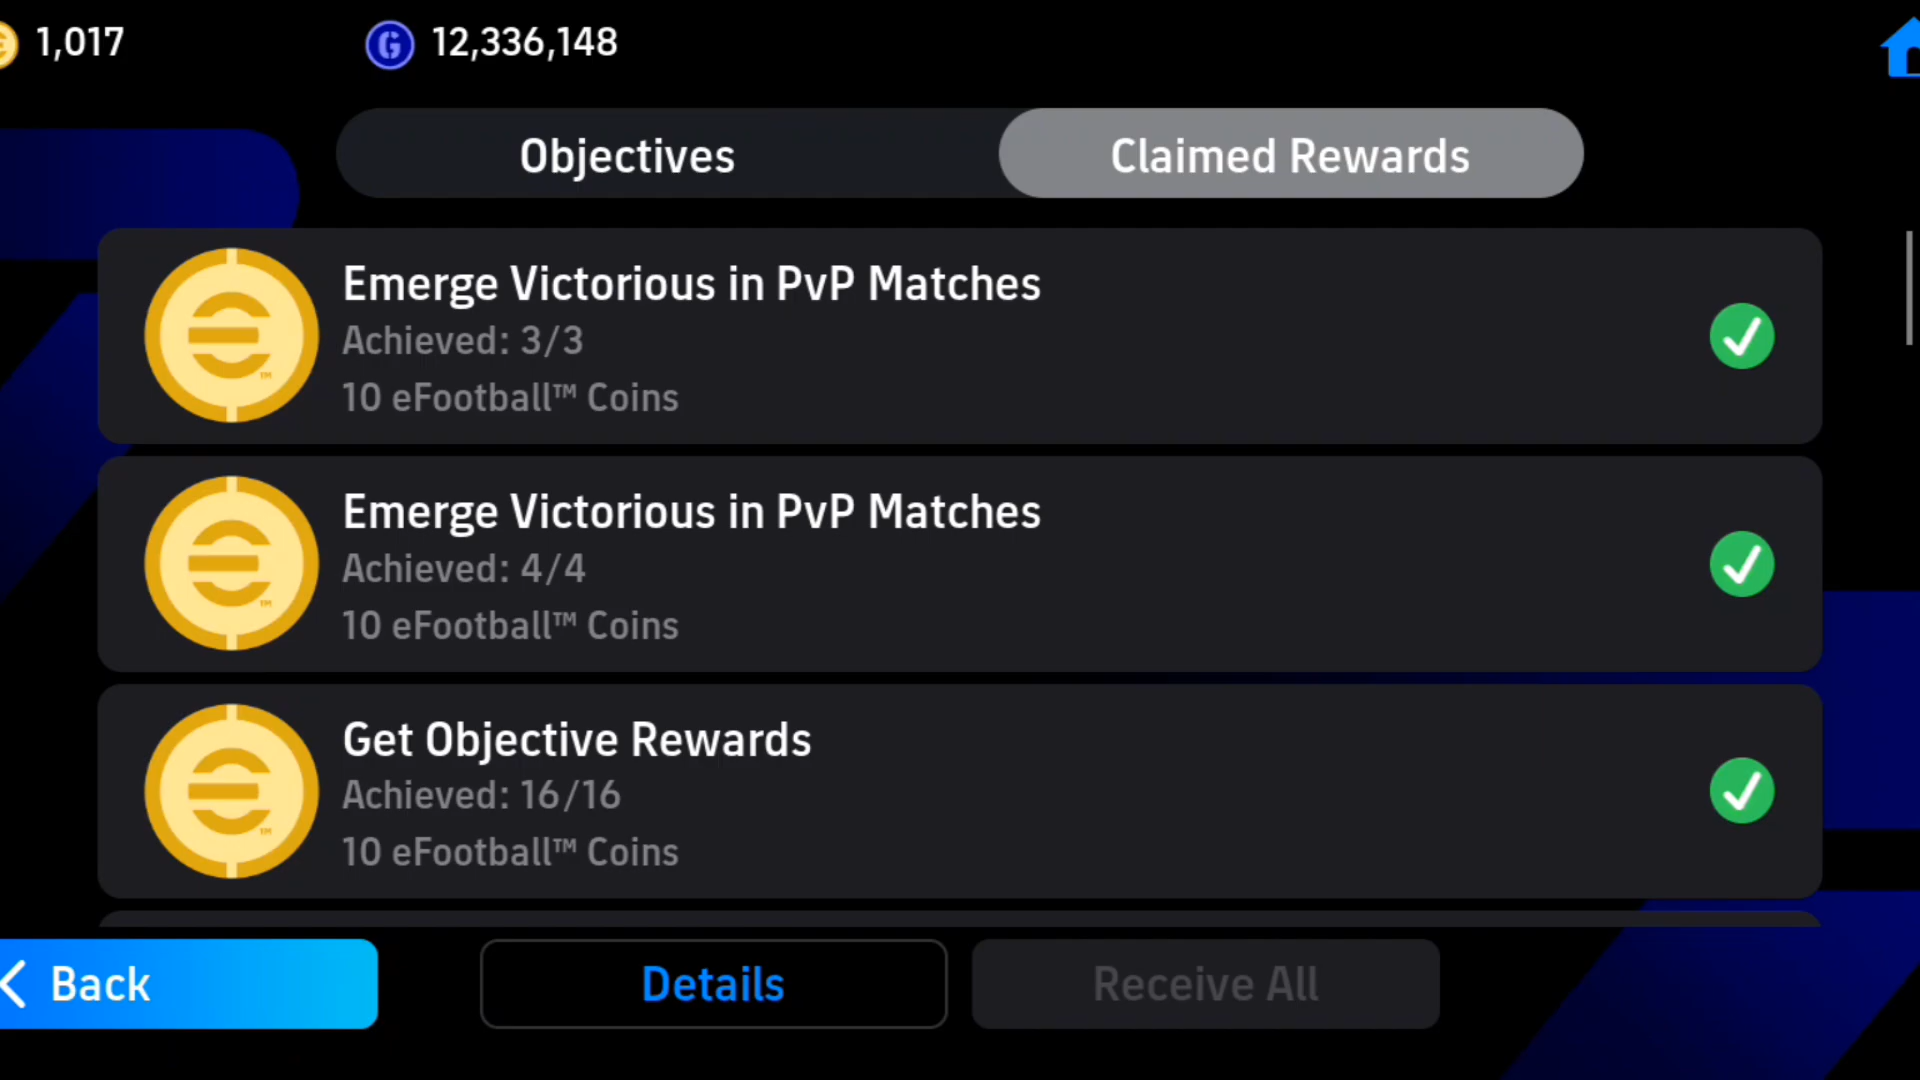 1,017
12,336,148
Objectives
Claimed Rewards
Emerge Victorious in PvP Matches
Achieved: 3/3
10 eFootball™ Coins
Emerge Victorious in PvP Matches
Achieved: 4/4
10 eFootball™ Coins
Get Objective Rewards
Achieved: 16/16
10 eFootball™ Coins
Back
Details
Receive All